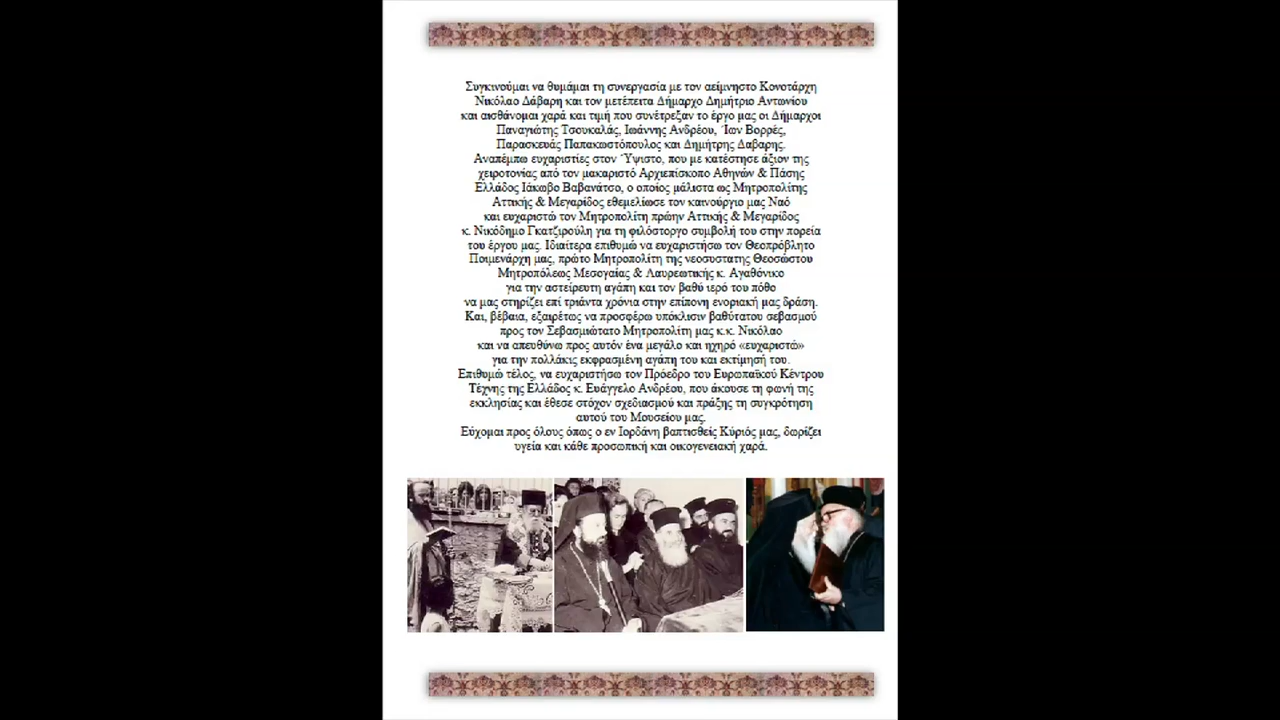 Συγκινούμαι να θυμάμαι τη συνεργασία με τον αείμνηστο Κονοτάρχη
Νικόλαο Δάβαρη και τον μετέπειτα Δήμαρχο Δημήτριο Αντωνίου
και αισθάνομαι χαρά και τιμή που συνέτρεξαν το έργο μας οι Δήμαρχοι
Παναγιώτης Τσουκαλάς, Ιωάννης Ανδρέου, Ίων Βορρές,
Παρασκευάς Παπακωστόπουλος και Δημήτρης Δαβαρης.
Αναπέμπω ευχαριστίες στον Ύψιστο, που με κατέστησε άξιον της
χειροτονίας από τον μακαριστό Αρχιεπίσκοπο Αθηνών & Πάσης
Ελλάδος Ιάκωβο Βαβανάτσο, ο οποίος μάλιστα ως Μητροπολίτης
Αττικής & Μεγαρίδος εθεμελίωσε τον καινούργιο μας Ναό
και ευχαριστώ τον Μητροπολίτη πρώην Αττικής & Μεγαρίδος
κ. Νικόδημο Γκατζιρούλη για τη φιλόστοργο συμβολή του στην πορεία
του έργου μας. Ιδιαίτερα επιθυμώ να ευχαριστήσω τον Θεοπρόβλητο
Ποιμενάρχη μας, πρώτο Μητροπολίτη της νεοσυστατης Θεοσώστου
Μητροπόλεως Μεσογαίας & Λαυρεωτικής κ. Αγαθόνικο
για την αστείρευτη αγάπη και τον βαθύ ιερό του πόθο
να μας στηρίζει επί τριάντα χρόνια στην επίπονη ενοριακή μας δράση.
Και, βέβαια, εξαιρέτως να προσφέρω υπόκλισιν βαθύτατου σεβασμού
προς τον Σεβασμιώτατο Μητροπολίτη μας κ.κ. Νικόλαο
και να απευθύνω προς αυτόν ένα μεγάλο και ηχηρό «ευχαριστώ»
για την πολλάκις εκφρασμένη αγάπη του και εκτίμησή του.
Επιθυμώ τέλος, να ευχαριστήσω τον Πρόεδρο του Ευρωπαϊκού Κέντρου
Τέχνης της Ελλάδος κ. Ευάγγελο Ανδρέου, που άκουσε τη φωνή της
εκκλησίας και έθεσε στόχον σχεδιασμού και πράξης τη συγκρότηση
αυτού του Μουσείου μας.
Εύχομαι προς όλους όπως ο εν Ιορδάνη βαπτισθείς Κύριός μας, δωρίζει
υγεία και κάθε προσωπική και οικογενειακή χαρά.